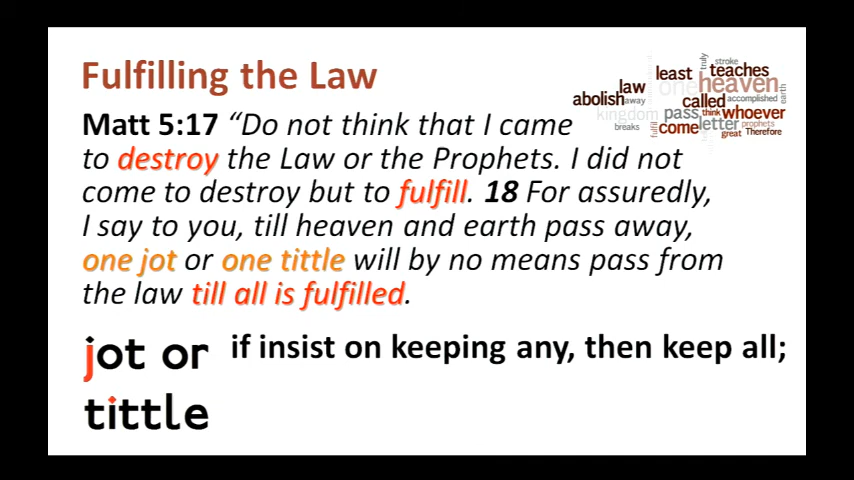 Fulfilling the Law
truly
stroke
least
teaches
law
one
heaven
earth
abolish
away
called
accomplished
kingdom
pass
think
whoever
breaks
fulfil
come
letter
prophets
great
Therefore
Matt 5:17 “Do not think that I came
to destroy the Law or the Prophets. I did not
come to destroy but to fulfill. 18 For assuredly,
I say to you, till heaven and earth pass away,
one jot or one tittle will by no means pass from
the law till all is fulfilled.
jot or
tittle
if insist on keeping any, then keep all;